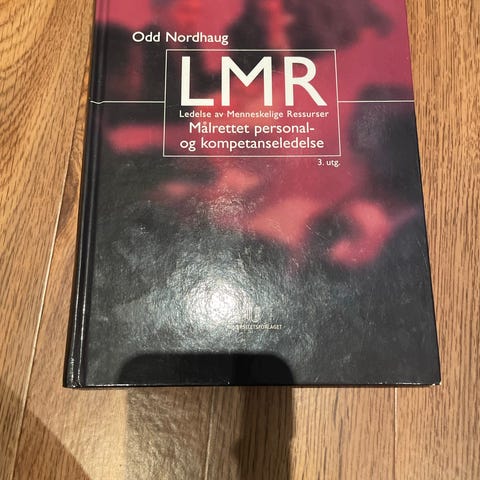 Odd Nordhaug
LMR
Ledelse av Menneskelige Ressurser
Målrettet personal-
og kompetanseledelse
3. utg.